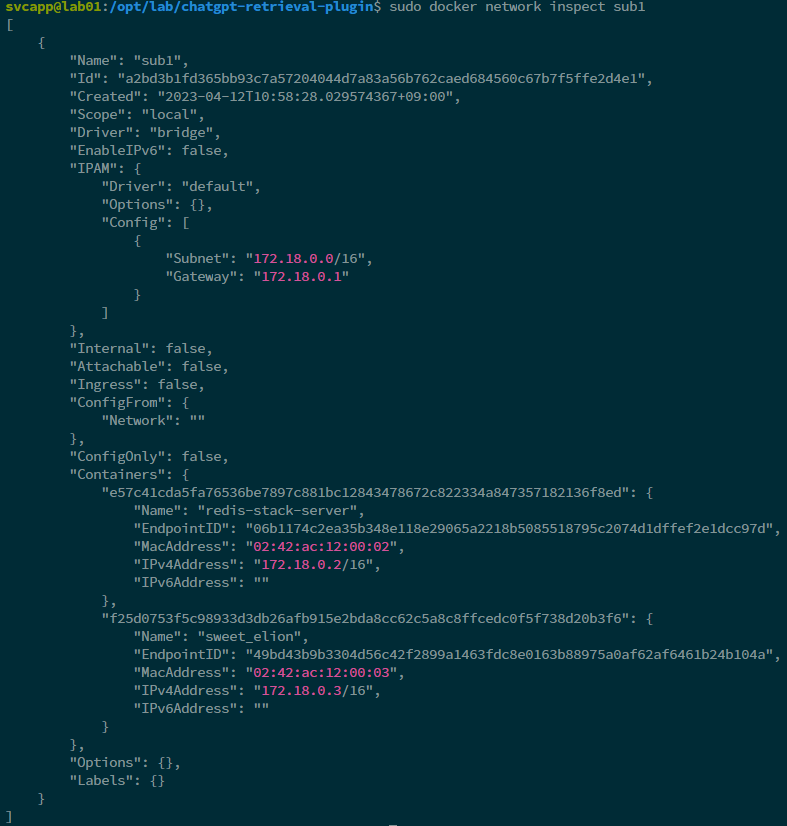 svcapp@lab01:/opt/lab/chatgpt-retrieval-plugin$ sudo docker network inspect sub1
[
    {
        "Name": "sub1",
        "Id": "a2bd3b1fd365bb93c7a57204044d7a83a56b762caed684560c67b7f5ffe2d4e1",
        "Created": "2023-04-12T10:58:28.029574367+09:00",
        "Scope": "local",
        "Driver": "bridge",
        "EnableIPv6": false,
        "IPAM": {
            "Driver": "default",
            "Options": {},
            "Config": [
                {
                    "Subnet": "172.18.0.0/16",
                    "Gateway": "172.18.0.1"
                }
            ]
        },
        "Internal": false,
        "Attachable": false,
        "Ingress": false,
        "ConfigFrom": {
            "Network": ""
        },
        "ConfigOnly": false,
        "Containers": {
            "e57c41cda5fa76536be7897c881bc12843478672c822334a847357182136f8ed": {
                "Name": "redis-stack-server",
                "EndpointID": "06b1174c2ea35b348e118e29065a2218b5085518795c2074d1dffef2e1dcc97d",
                "MacAddress": "02:42:ac:12:00:02",
                "IPv4Address": "172.18.0.2/16",
                "IPv6Address": ""
            },
            "f25d0753f5c98933d3db26afb915e2bda8cc62c5a8c8ffcedc0f5f738d20b3f6": {
                "Name": "sweet_elion",
                "EndpointID": "49bd43b9b3304d56c42f2899a1463fdc8e0163b88975a0af62af6461b24b104a",
                "MacAddress": "02:42:ac:12:00:03",
                "IPv4Address": "172.18.0.3/16",
                "IPv6Address": ""
            }
        },
        "Options": {},
        "Labels": {}
    }
]